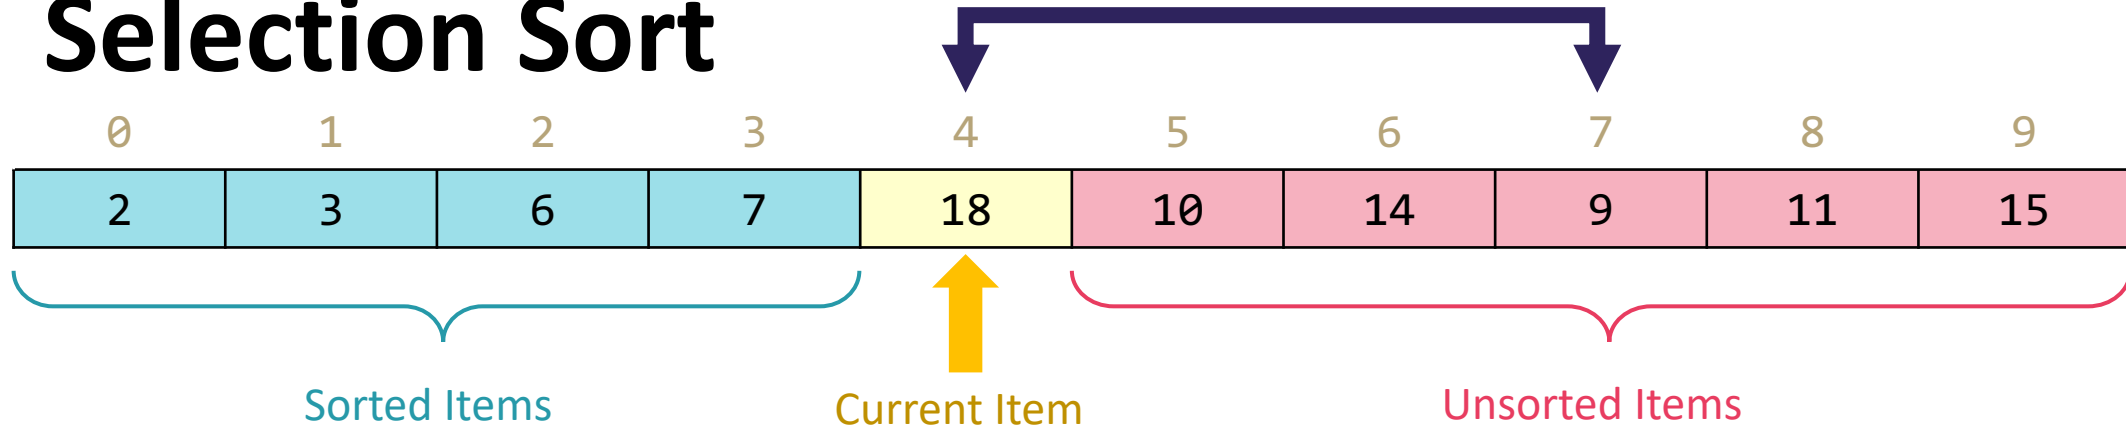 Selection Sort
0 1 2 3 4 5 6 7 8 9
2 3 6 7 18 10 14 9 11 15
Sorted Items Current Item Unsorted Items